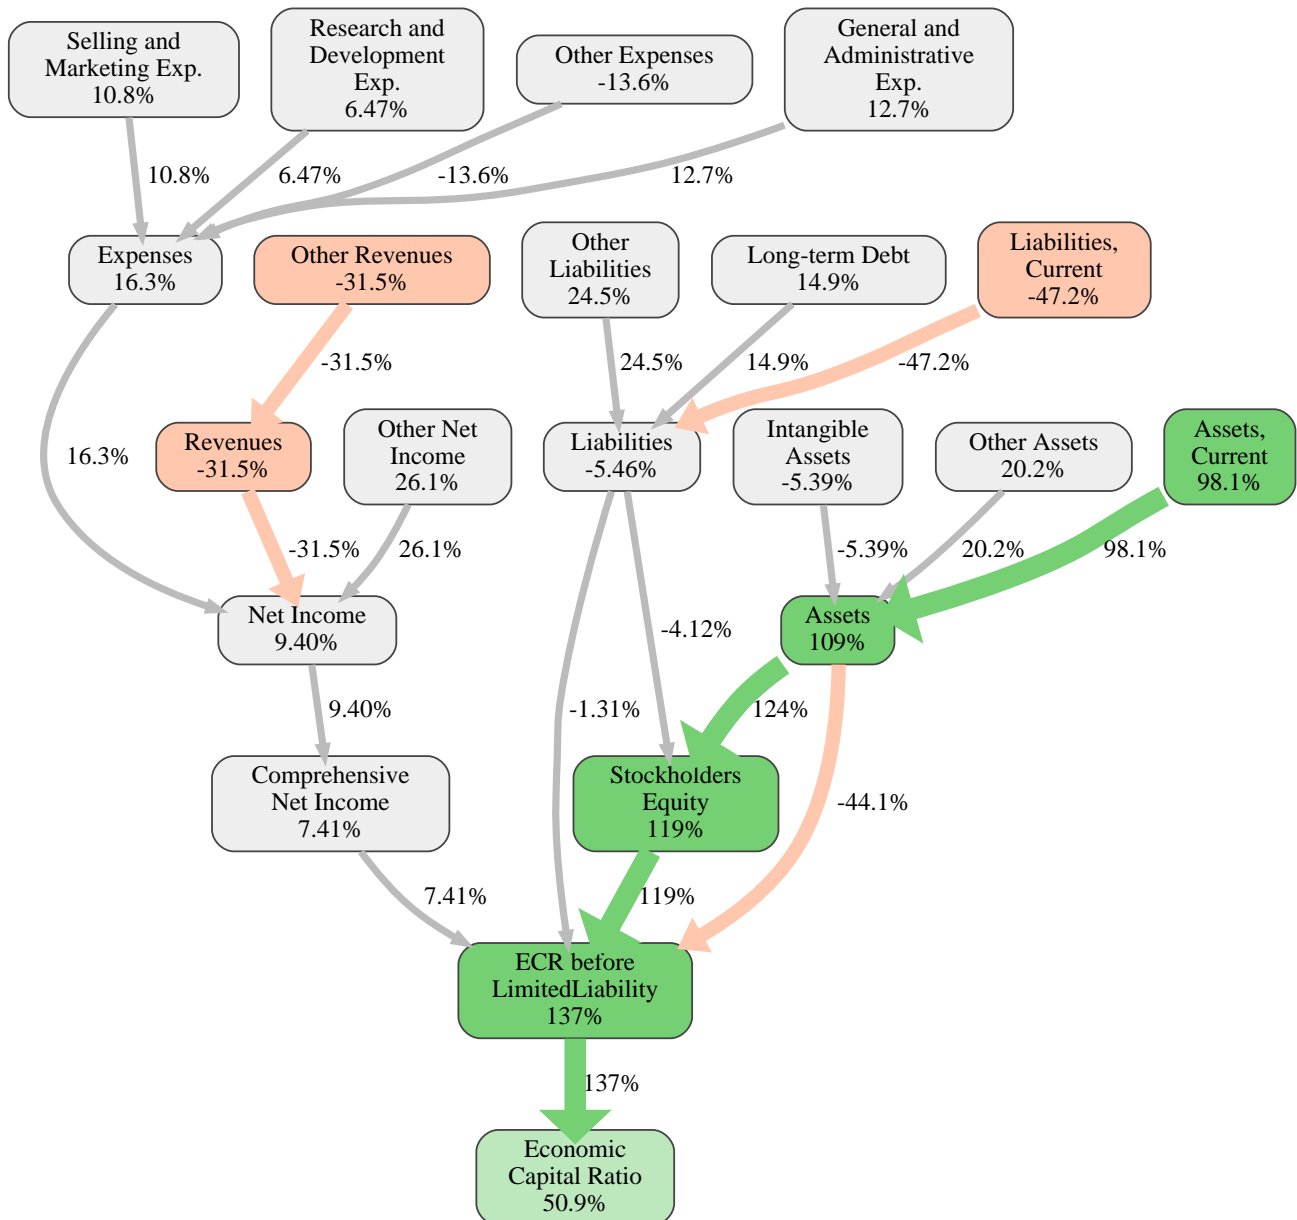 Selling and
Marketing Exp.
10.8%
Research and
Development
Exp.
6.47%
Other Expenses
-13.6%
General and
Administrative
Exp.
12.7%
10.8%
6.47%
-13.6%
12.7%
Expenses
16.3%
Other Revenues
-31.5%
Other
Liabilities
24.5%
Long-term Debt
14.9%
Liabilities,
Current
-47.2%
-31.5%
24.5%
14.9%
-47.2%
16.3%
Revenues
-31.5%
Other Net
Income
26.1%
Liabilities
-5.46%
Intangible
Assets
-5.39%
Other Assets
20.2%
Assets,
Current
98.1%
-31.5%
26.1%
-5.39%
20.2%
98.1%
Net Income
9.40%
-4.12%
Assets
109%
9.40%
-1.31%
124%
-44.1%
Comprehensive
Net Income
7.41%
Stockholders
Equity
119%
7.41%
119%
ECR before
LimitedLiability
137%
137%
Economic
Capital Ratio
50.9%